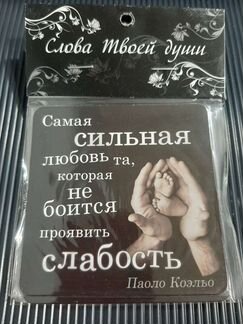 Слова Твоей души
Самая
сильная
любовь та,
которая
не
боится
проявить
слабость
Паоло Коэльо